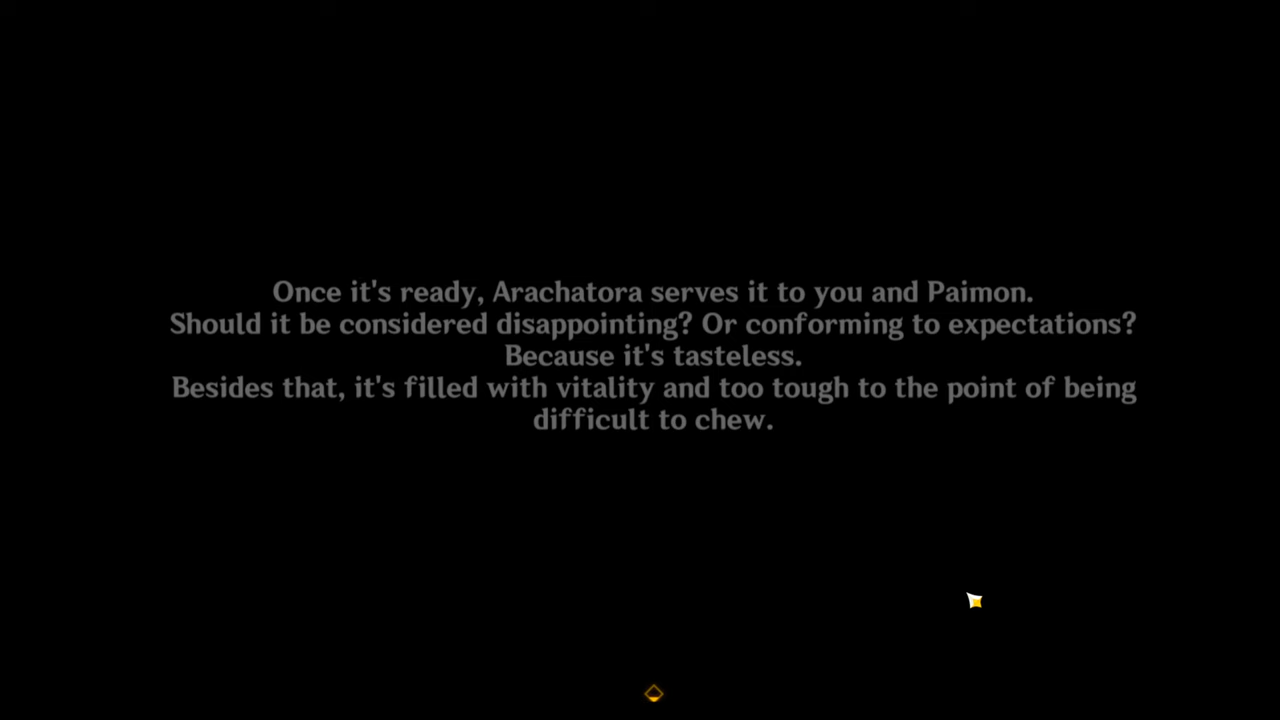 Once it's ready, Arachatora serves it to you and Paimon.
Should it be considered disappointing? Or conforming to expectations?
Because it's tasteless.
Besides that, it's filled with vitality and too tough to the point of being
difficult to chew.